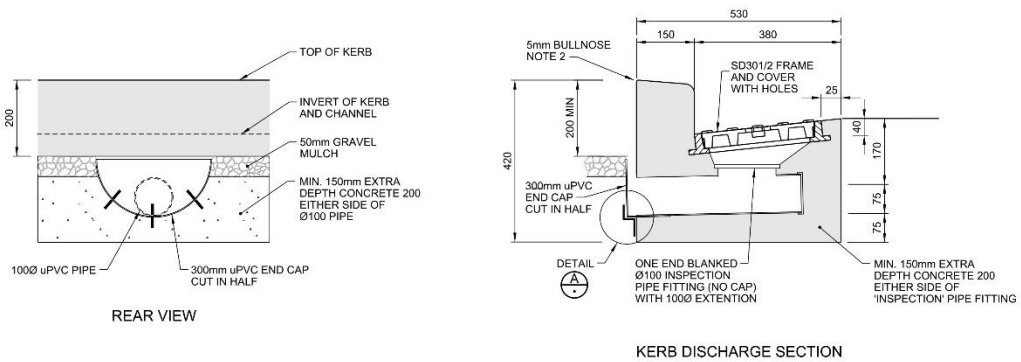 TOP OF KERB
INVERT OF KERB
AND CHANNEL
50mm GRAVEL
MULCH
MIN. 150mm EXTRA
DEPTH CONCRETE 200
EITHER SIDE OF
Ø100 PIPE
200
100Ø uPVC PIPE
300mm uPVC END CAP
CUT IN HALF
REAR VIEW
530
150
380
5mm BULLNOSE
NOTE 2
SD301/2 FRAME
AND COVER
WITH HOLES
25
40
170
75
75
200 MIN
420
300mm uPVC
END CAP
CUT IN HALF
DETAIL
A
ONE END BLANKED
Ø100 INSPECTION
PIPE FITTING (NO CAP)
WITH 100Ø EXTENTION
MIN. 150mm EXTRA
DEPTH CONCRETE 200
EITHER SIDE OF
'INSPECTION' PIPE FITTING
KERB DISCHARGE SECTION